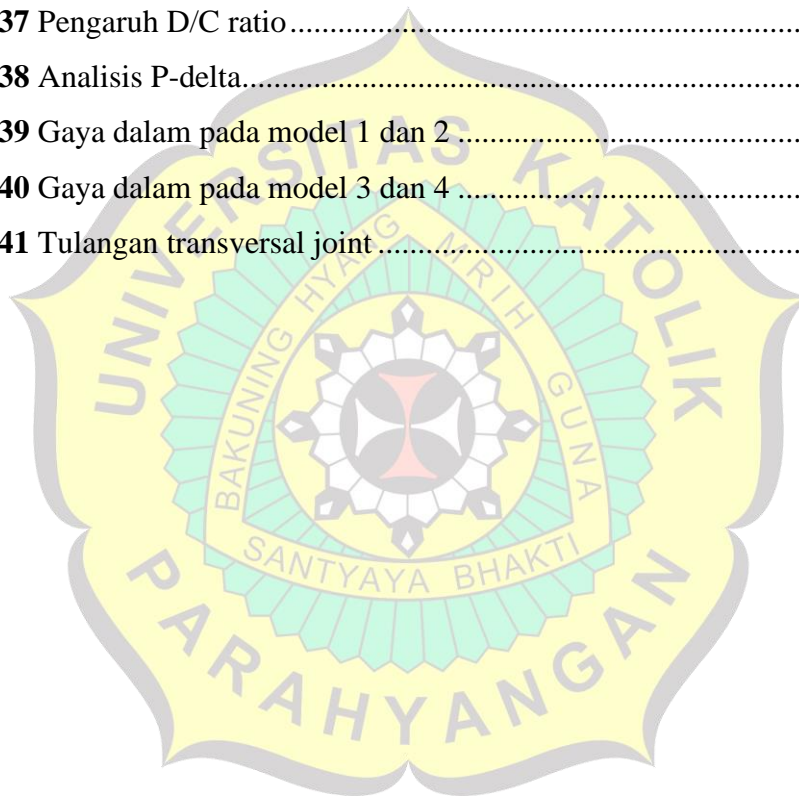 37 Pengaruh D/C ratio....................................................................................
38 Analisis P-delta............................................................................................
39 Gaya dalam pada model 1 dan 2 .........................................................
40 Gaya dalam pada model 3 dan 4 .........................................................
41 Tulangan transversal joint......................................................................
UNIVERSITAS KATOLIK
BAKUNING HYANG MRIH GUNA
SANTYAYA BHAKTI
PARAHYANGAN